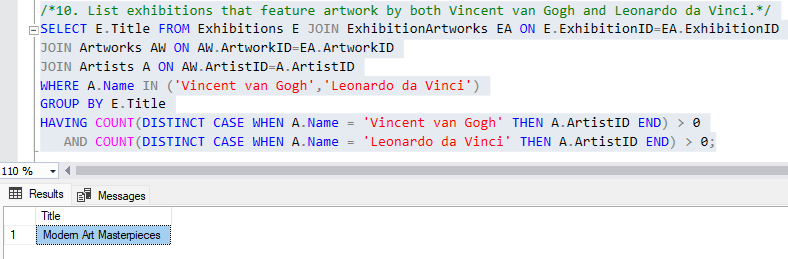 /*10. List exhibitions that feature artwork by both Vincent van Gogh and Leonardo da Vinci.*/
SELECT E.Title FROM Exhibitions E JOIN ExhibitionArtworks EA ON E.ExhibitionID=EA.ExhibitionID
JOIN Artworks AW ON AW.ArtworkID=EA.ArtworkID
JOIN Artists A ON AW.ArtistID=A.ArtistID
WHERE A.Name IN ('Vincent van Gogh','Leonardo da Vinci')
GROUP BY E.Title
HAVING COUNT(DISTINCT CASE WHEN A.Name = 'Vincent van Gogh' THEN A.ArtistID END) > 0
AND COUNT(DISTINCT CASE WHEN A.Name = 'Leonardo da Vinci' THEN A.ArtistID END) > 0;
110 %
Results Messages
Title
1 Modern Art Masterpieces